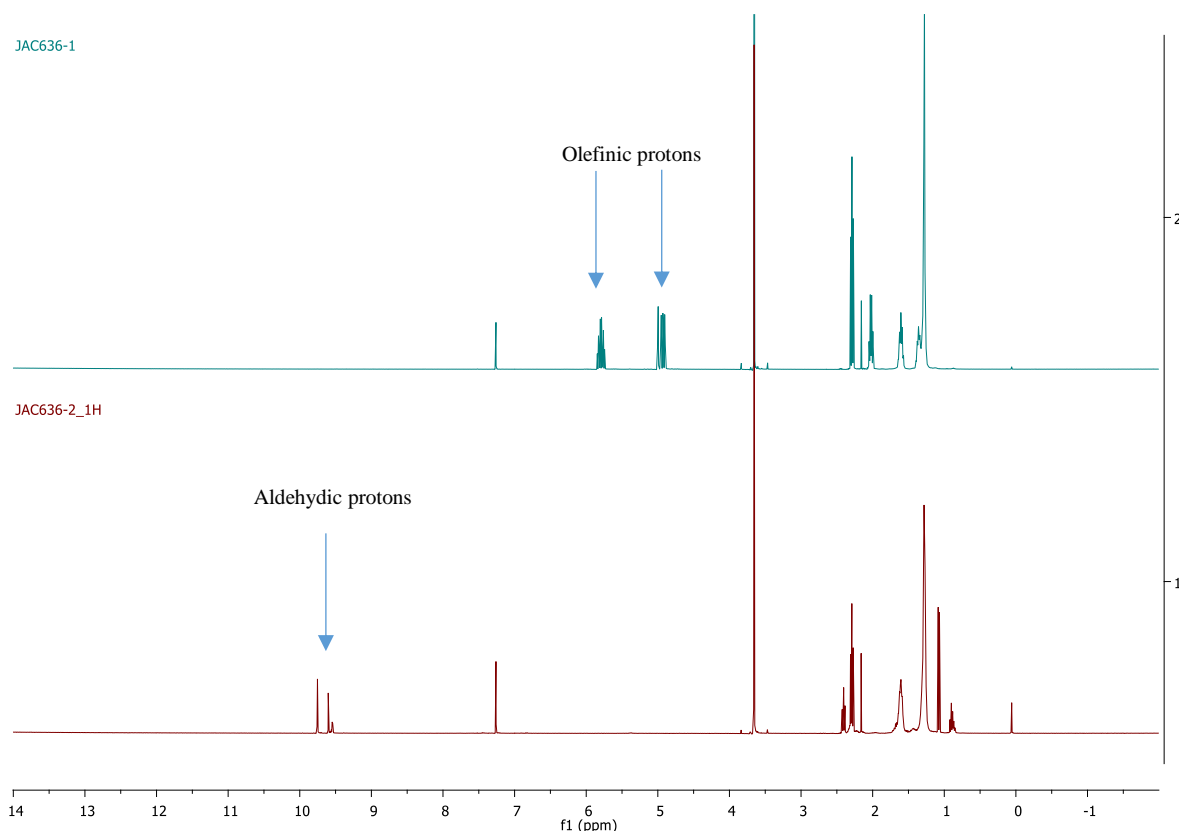 JAC636-1
Olefinic protons
2
JAC636-2_1H
Aldehydic protons
1
14 13 12 11 10 9 8 7 6 5 4 3 2 1 0 -1
f1 (ppm)